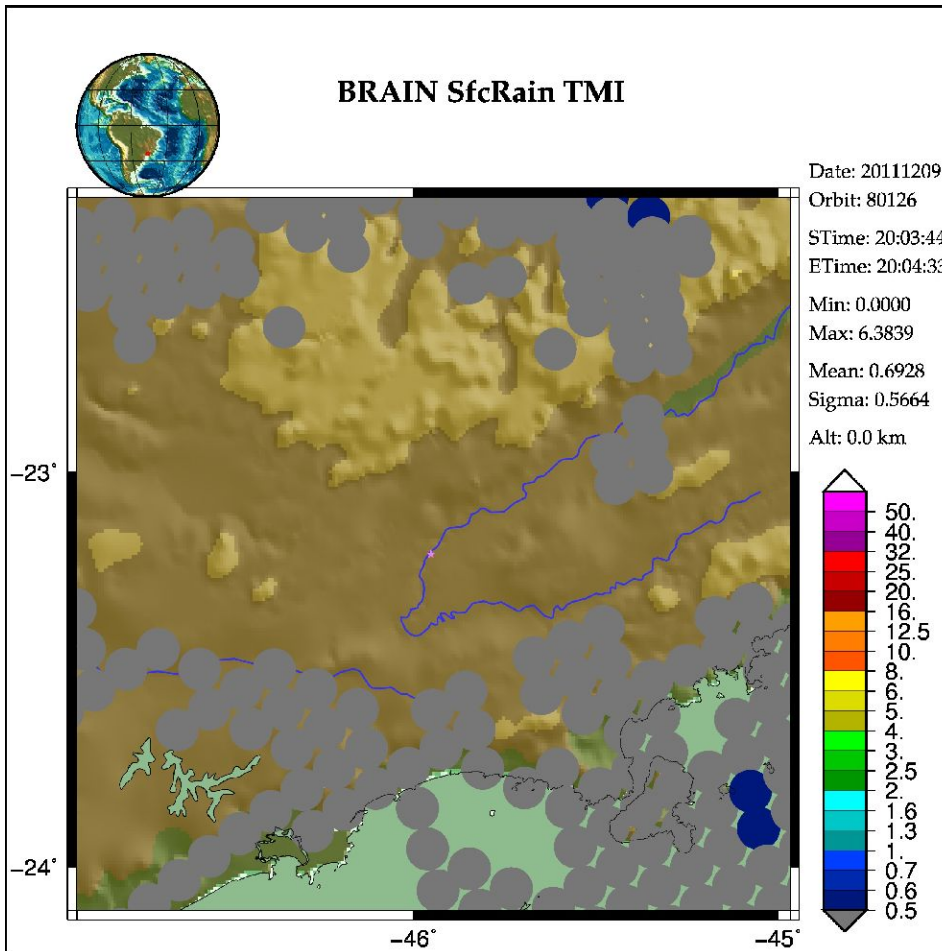 BRAIN SfcRain TMI
Date: 20111209
Orbit: 80126
STime: 20:03:44
ETime: 20:04:33
Min: 0.0000
Max: 6.3839
Mean: 0.6928
Sigma: 0.5664
Alt: 0.0 km
50.
40.
32.
25.
20.
16.
12.5
10.
8.
6.
5.
4.
3.
2.5
2.
1.6
1.3
1.
0.7
0.6
0.5
−23°
−24°
−46°
−45°